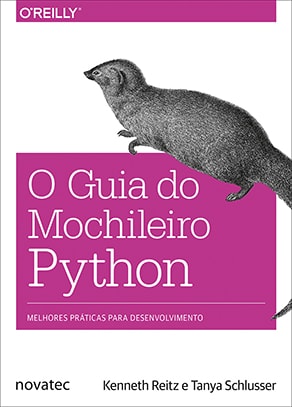 O'REILLY®
O Guia do
Mochileiro
Python
MELHORES PRÁTICAS PARA DESENVOLVIMENTO
novatec
Kenneth Reitz e Tanya Schlusser